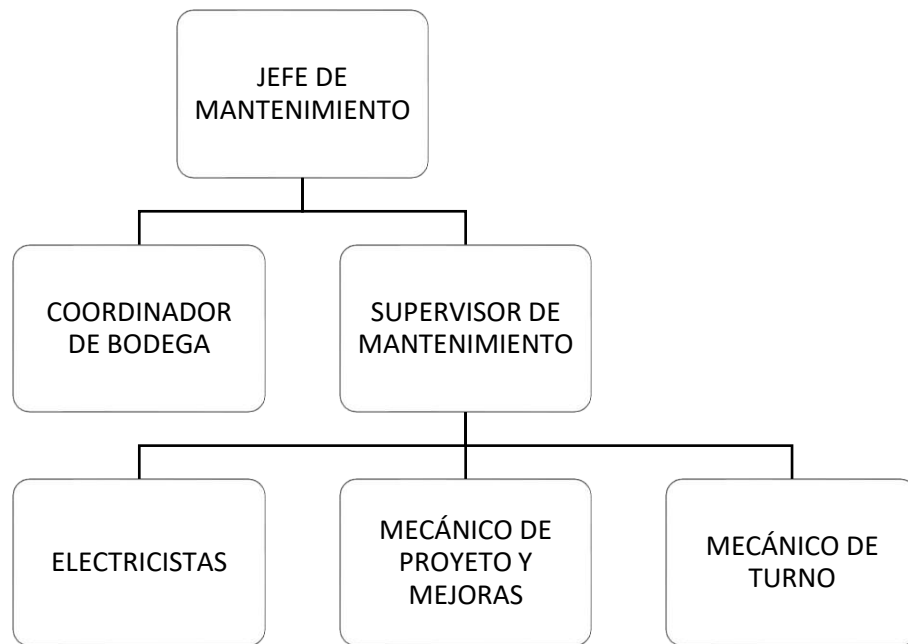 JEFE DE
MANTENIMIENTO
COORDINADOR
DE BODEGA
SUPERVISOR DE
MANTENIMIENTO
ELECTRICISTAS
MECÁNICO DE
PROYETO Y
MEJORAS
MECÁNICO DE
TURNO